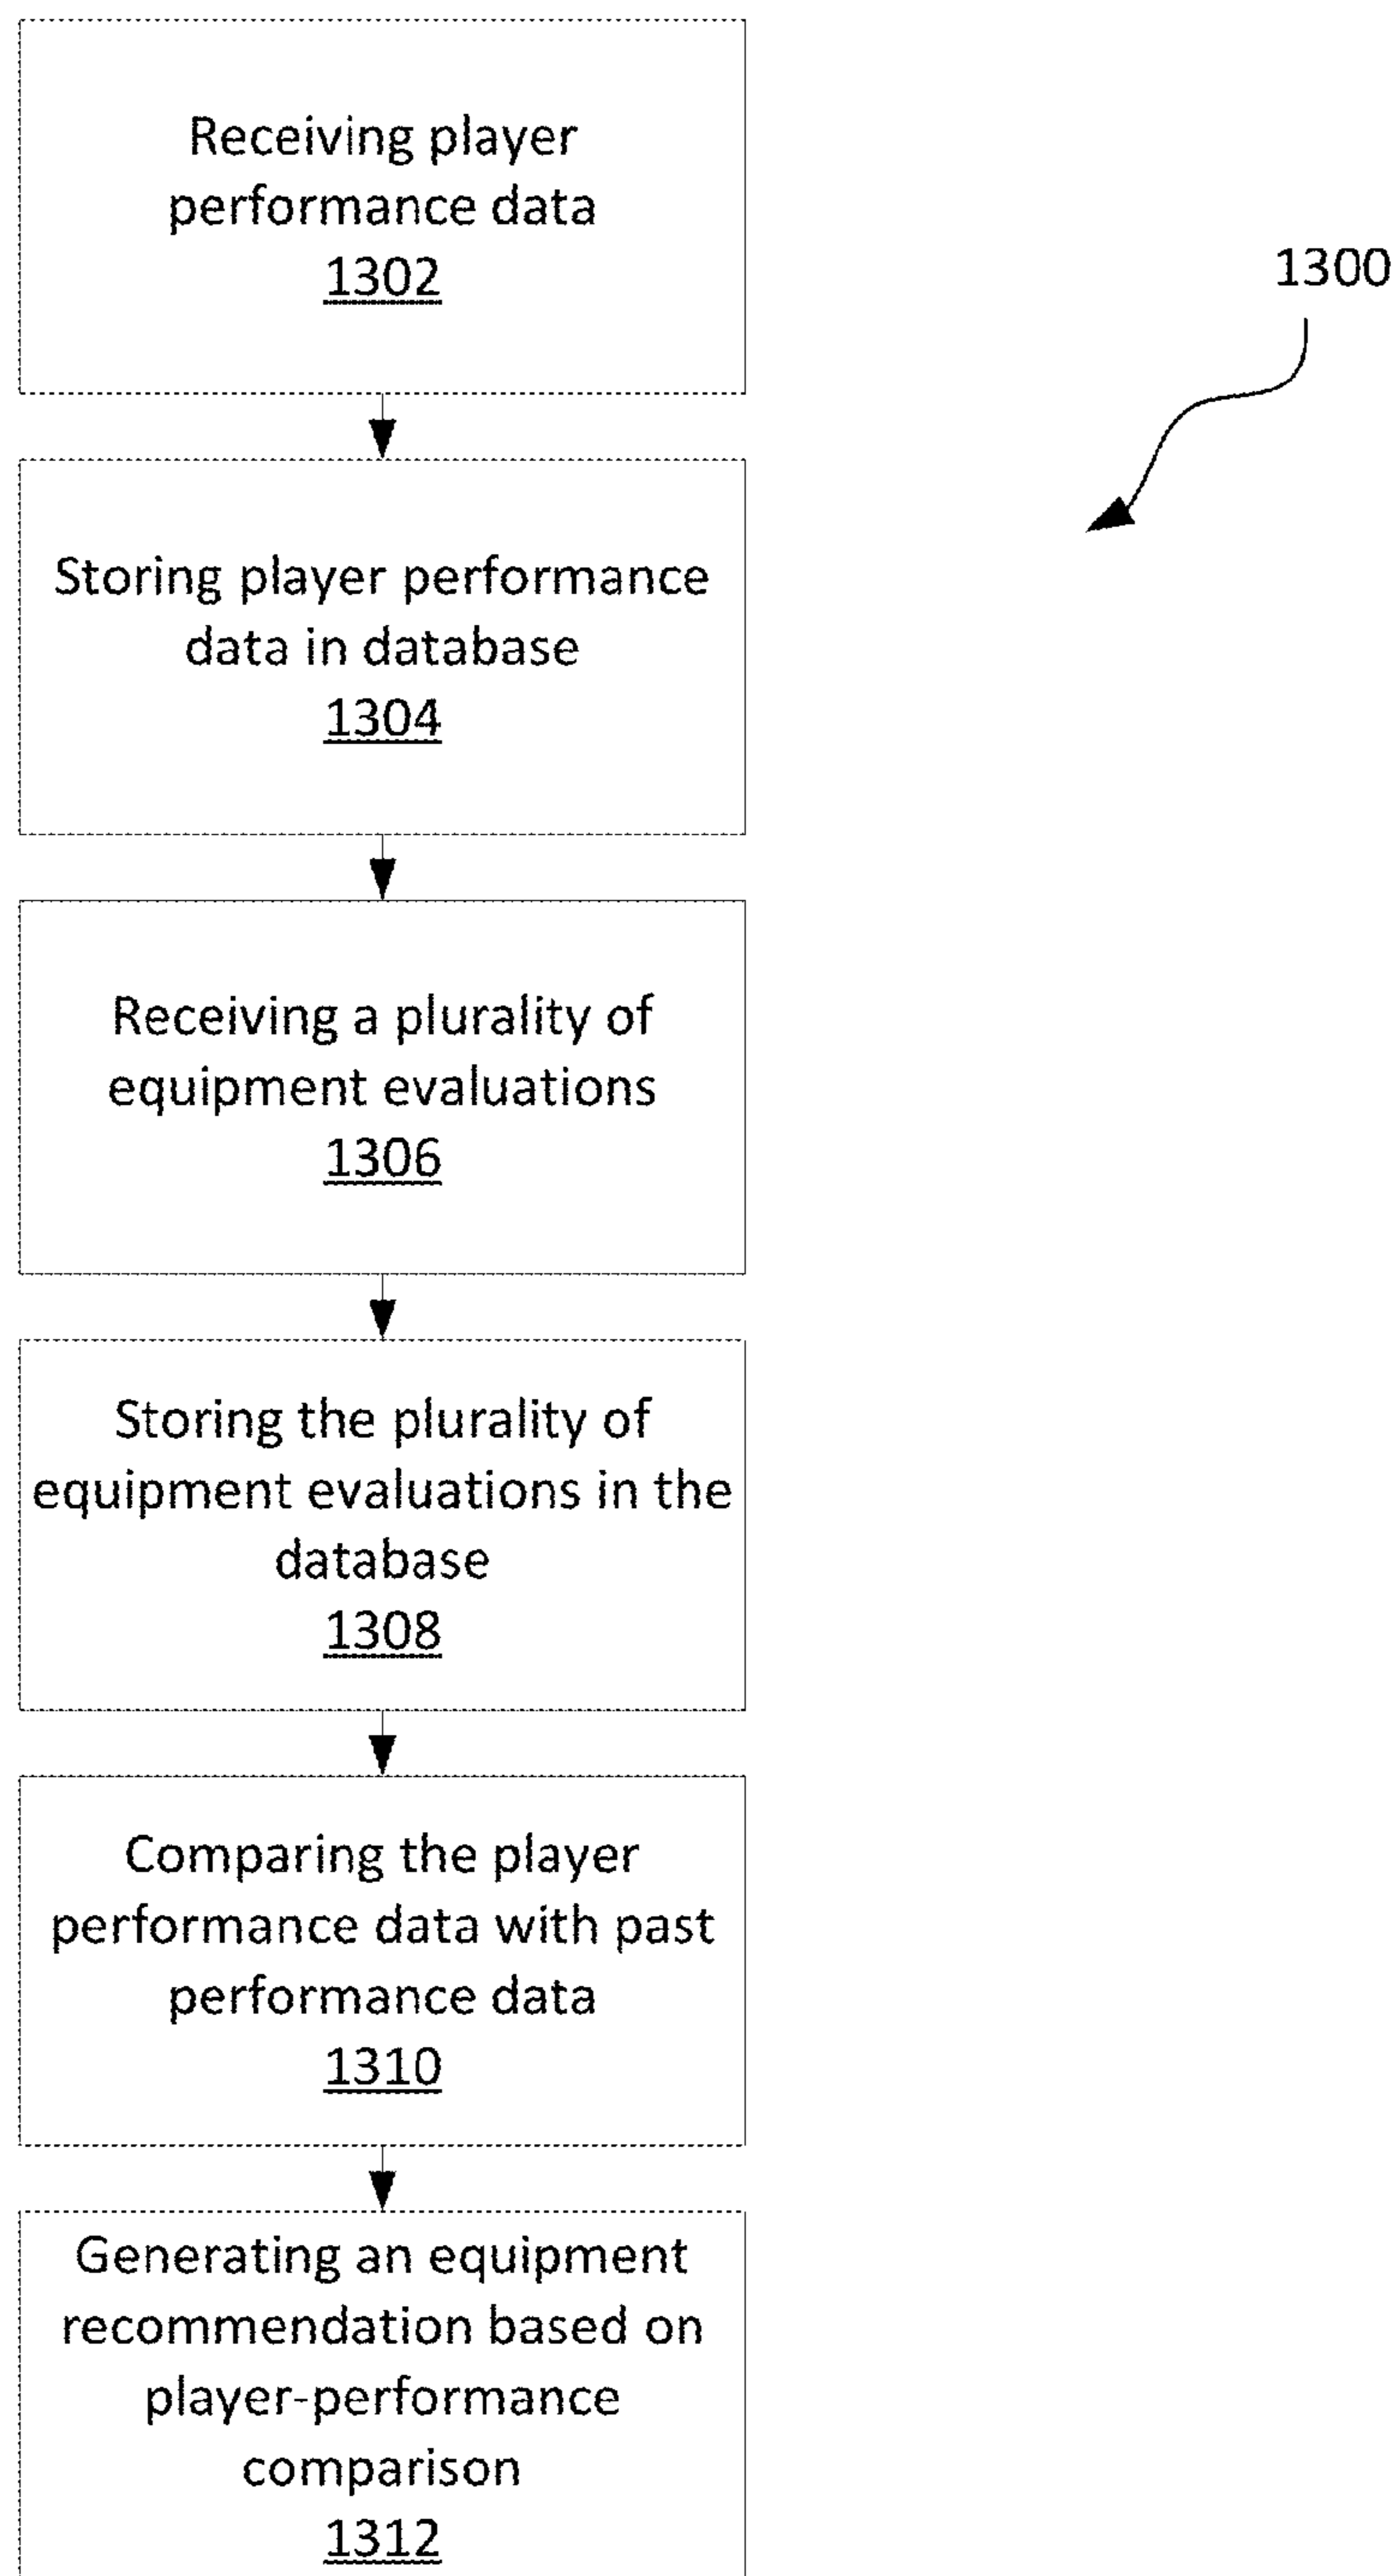 Receiving player
performance data
1302
1300
Storing player performance
data in database
1304
Receiving a plurality of
equipment evaluations
1306
Storing the plurality of
equipment evaluations in the
database
1308
Comparing the player
performance data with past
performance data
1310
Generating an equipment
recommendation based on
player-performance
comparison
1312